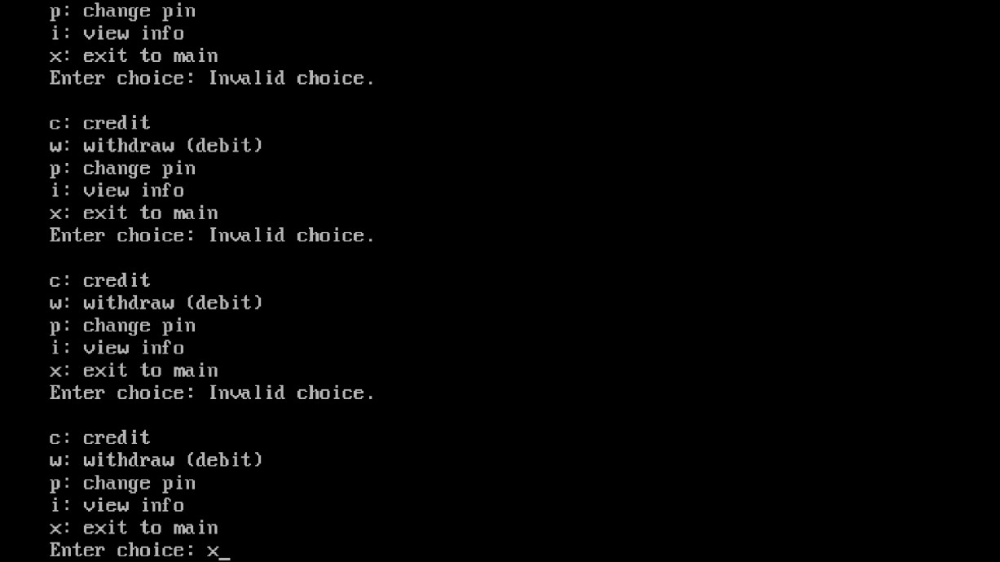 p: change pin
i: view info
x: exit to main
Enter choice: Invalid choice.
c: credit
w: withdraw (debit)
p: change pin
i: view info
x: exit to main
Enter choice: Invalid choice.
c: credit
w: withdraw (debit)
p: change pin
i: view info
x: exit to main
Enter choice: Invalid choice.
c: credit
w: withdraw (debit)
p: change pin
i: view info
x: exit to main
Enter choice: x_